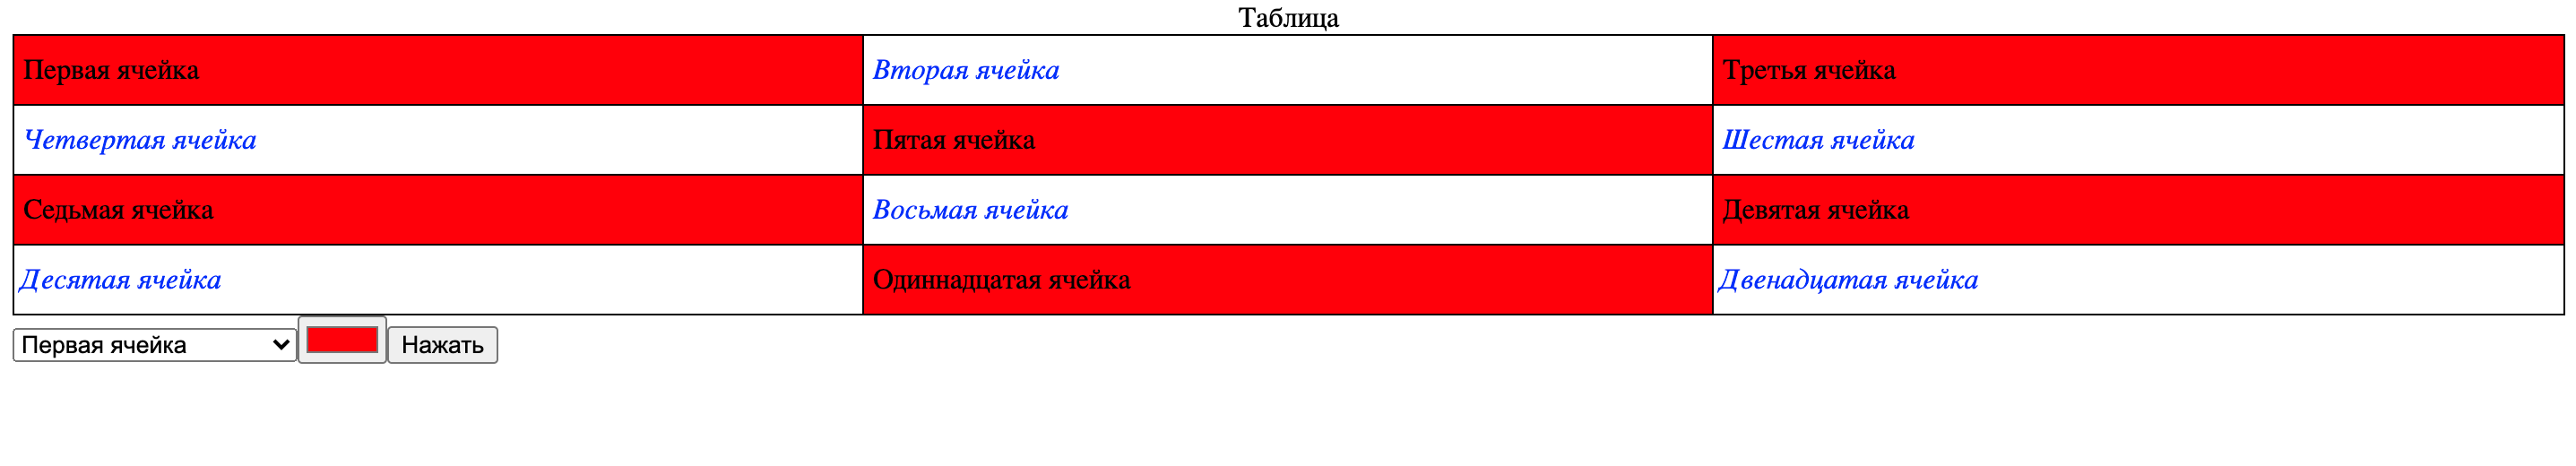 Таблица
Первая ячейка Вторая ячейка Третья ячейка
Четвертая ячейка Пятая ячейка Шестая ячейка
Седьмая ячейка Восьмая ячейка Девятая ячейка
Десятая ячейка Одиннадцатая ячейка Двенадцатая ячейка
Первая ячейка Нажать